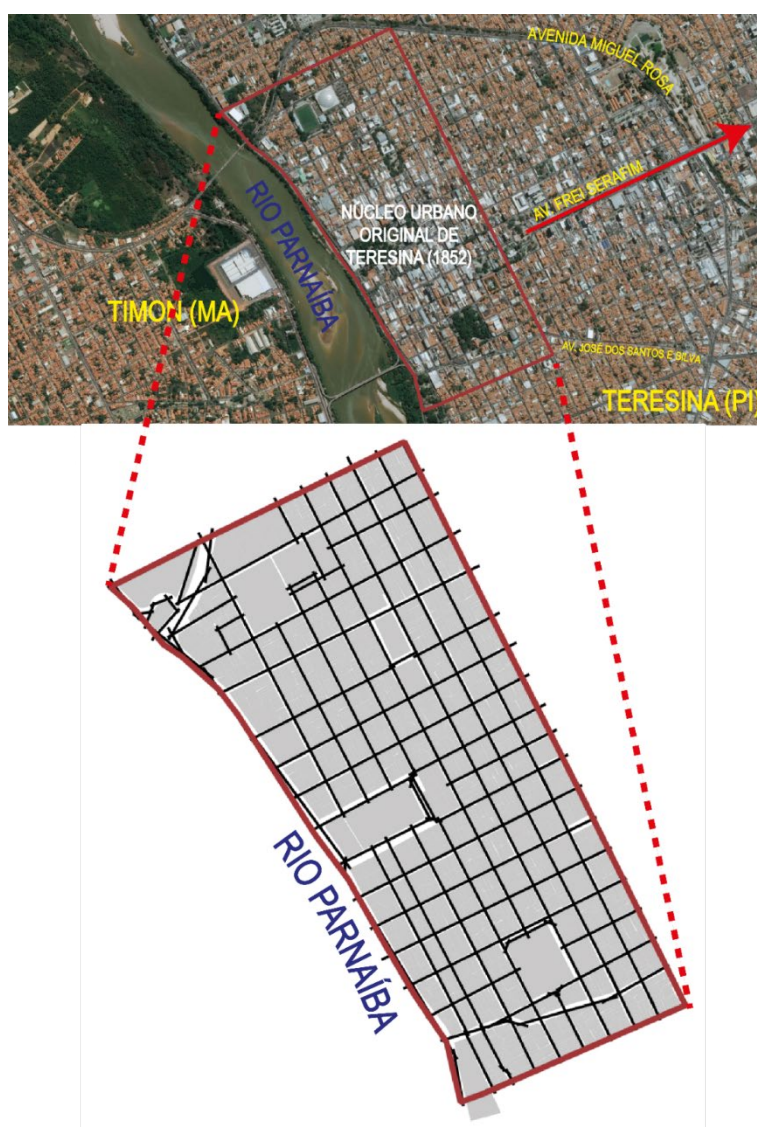 AVENIDA MIGUEL ROSA
AV. FREI SERAFIM
RIO PARNAÍBA
NÚCLEO URBANO
ORIGINAL DE
TERESINA (1852)
TIMON (MA)
AV. JOSÉ DOS SANTOS E SILVA
TERESINA (PI)
RIO PARNAÍBA